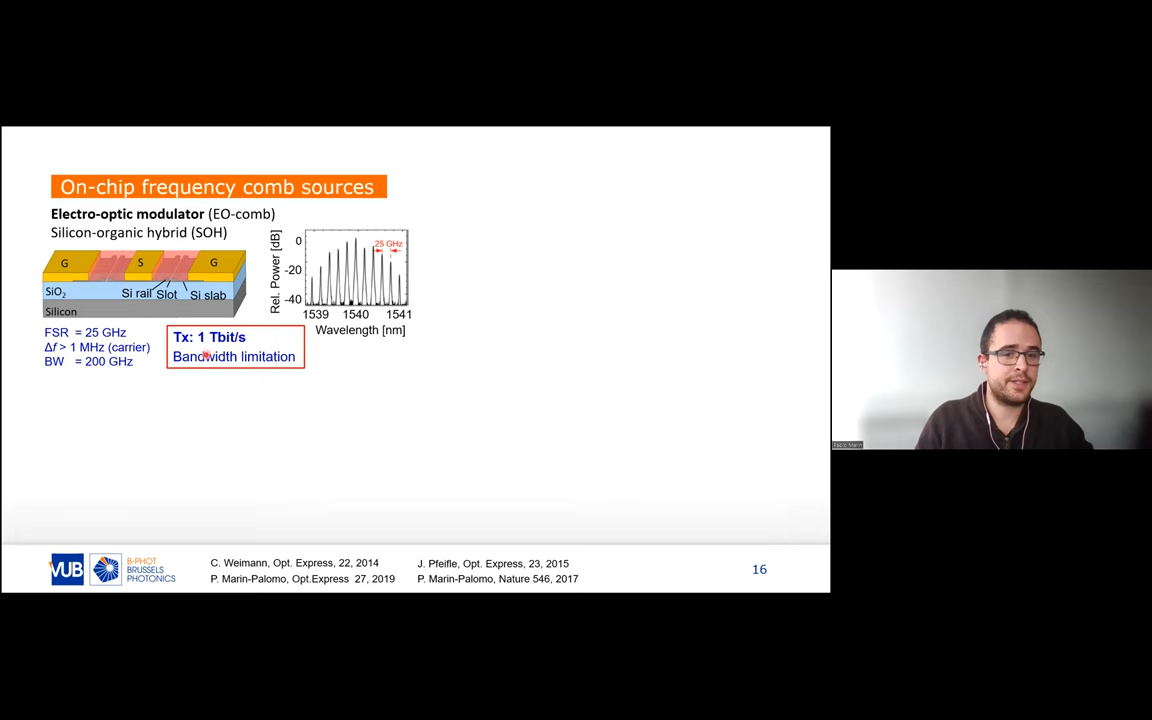 On-chip frequency comb sources
Electro-optic modulator (EO-comb)
Silicon-organic hybrid (SOH)
G
S
G
SiO2
Si rail
Slot
Si slab
Silicon
Rel. Power [dB]
0
-20
-40
25 GHz
1539
1540
1541
Wavelength [nm]
FSR = 25 GHz
Δf > 1 MHz (carrier)
BW = 200 GHz
Tx: 1 Tbit/s
Bandwidth limitation
VUB
B-PHOT
BRUSSELS
PHOTONICS
C. Weimann, Opt. Express, 22, 2014
P. Marin-Palomo, Opt.Express 27, 2019
J. Pfeifle, Opt. Express, 23, 2015
P. Marin-Palomo, Nature 546, 2017
16
Pablo Marin